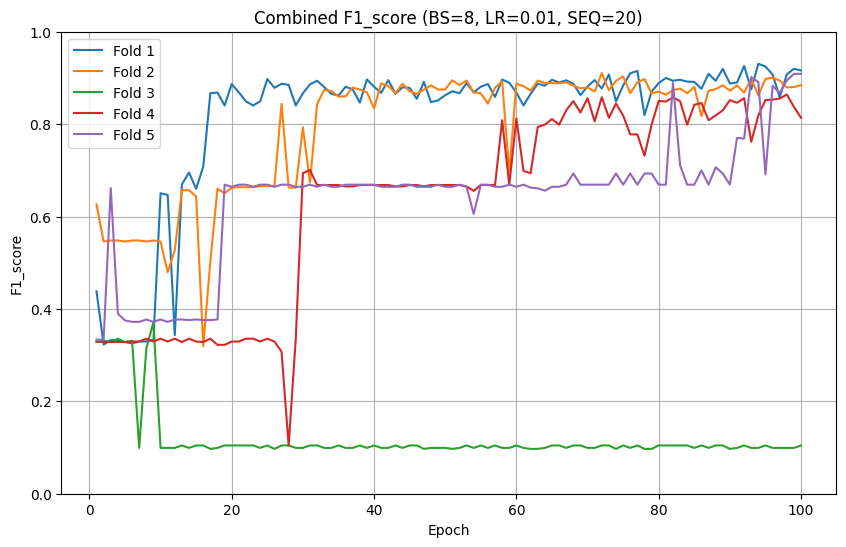 Combined F1_score (BS=8, LR=0.01, SEQ=20)
Fold 1
Fold 2
Fold 3
Fold 4
Fold 5
1.0
0.8
0.6
0.4
0.2
0.0
F1_score
0 20 40 60 80 100
Epoch